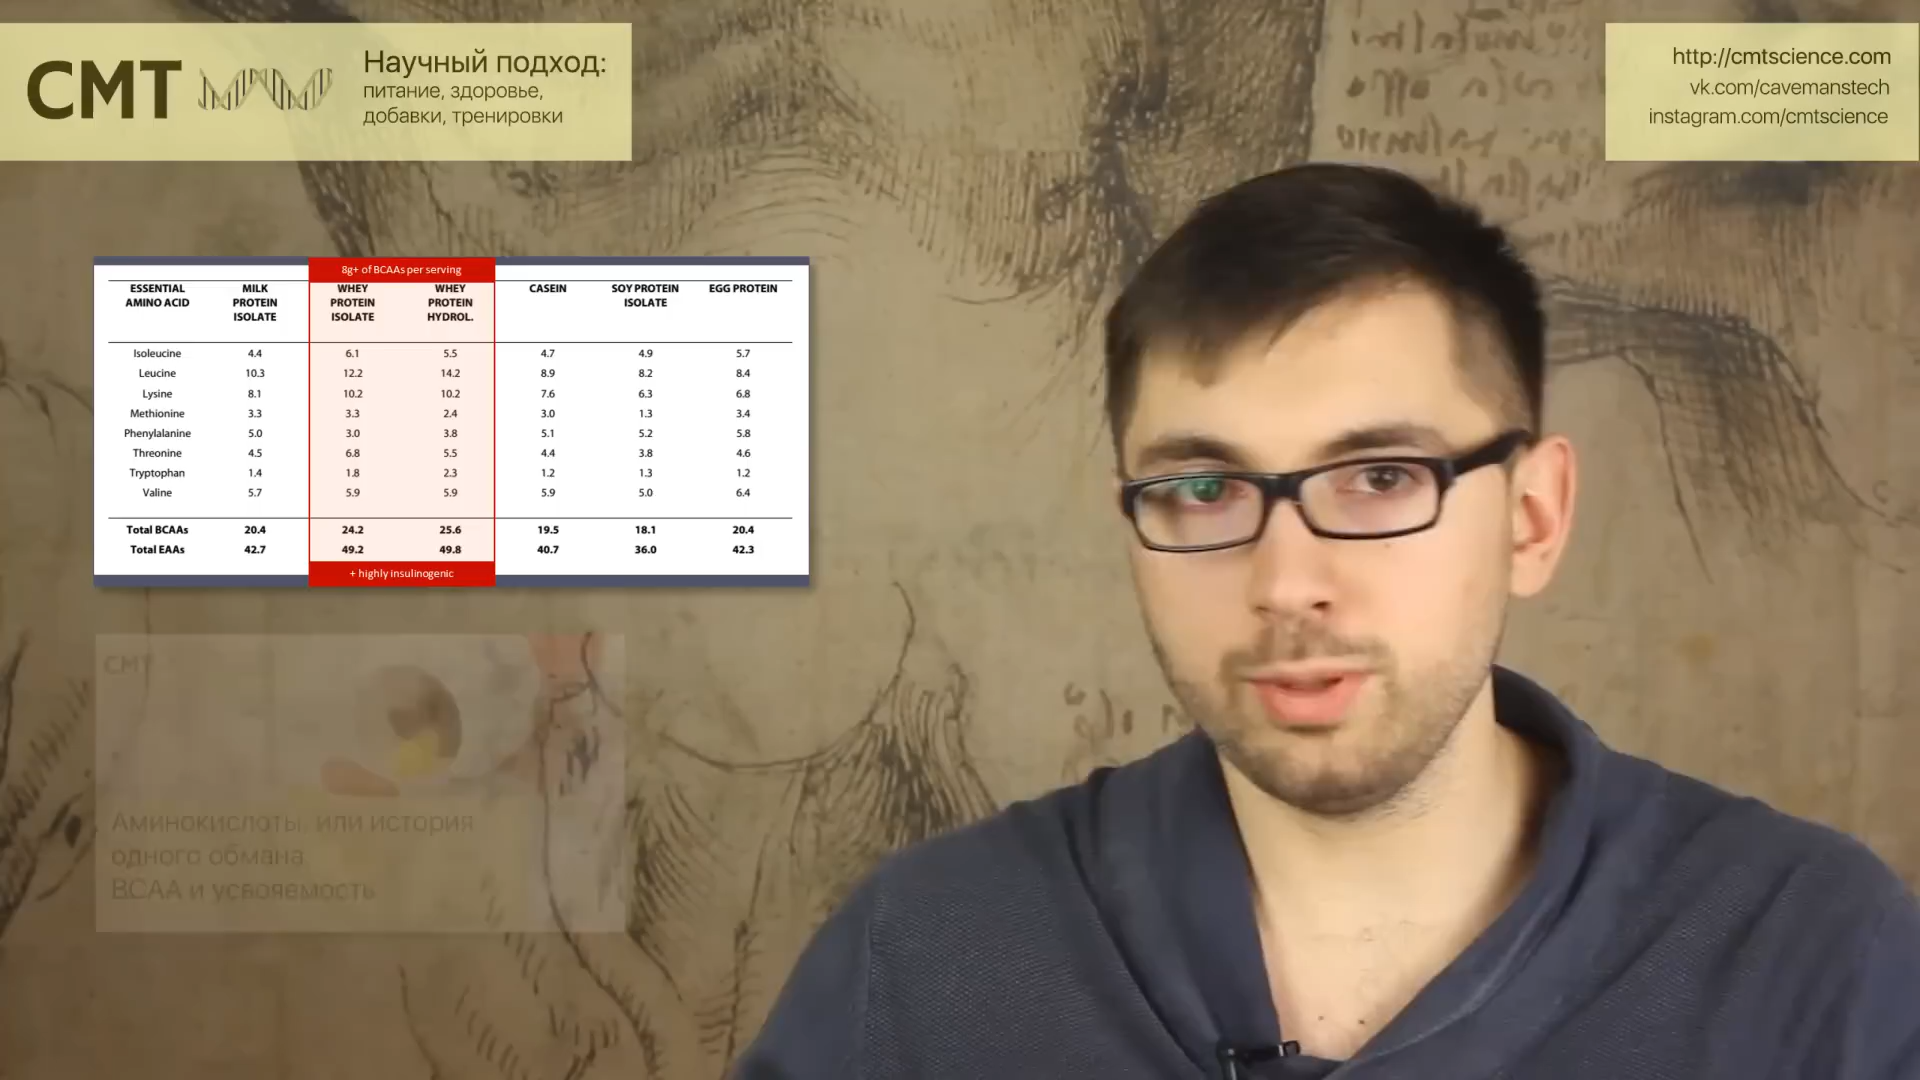 CMT
Научный подход:
питание, здоровье,
добавки, тренировки
http://cmtscience.com
vk.com/cavemanstech
instagram.com/cmtscience
8g+ of BCAAs per serving
ESSENTIAL AMINO ACID MILK PROTEIN ISOLATE WHEY PROTEIN ISOLATE WHEY PROTEIN HYDROL. CASEIN SOY PROTEIN ISOLATE EGG PROTEIN
Isoleucine 4.4 6.1 5.5 4.7 4.9 5.7
Leucine 10.3 12.2 14.2 8.9 8.2 8.4
Lysine 8.1 10.2 10.2 7.6 6.3 6.8
Methionine 3.3 3.3 2.4 3.0 1.3 3.4
Phenylalanine 5.0 3.0 3.8 5.1 5.2 5.8
Threonine 4.5 6.8 5.5 4.4 3.8 4.6
Tryptophan 1.4 1.8 2.3 1.2 1.3 1.2
Valine 5.7 5.9 5.9 5.9 5.0 6.4
Total BCAAs 20.4 24.2 25.6 19.5 18.1 20.4
Total EAAs 42.7 49.2 49.8 40.7 36.0 42.3
+ highly insulinogenic
CMT
Аминокислоты, или история
одного обмана
BCAA и усвояемость